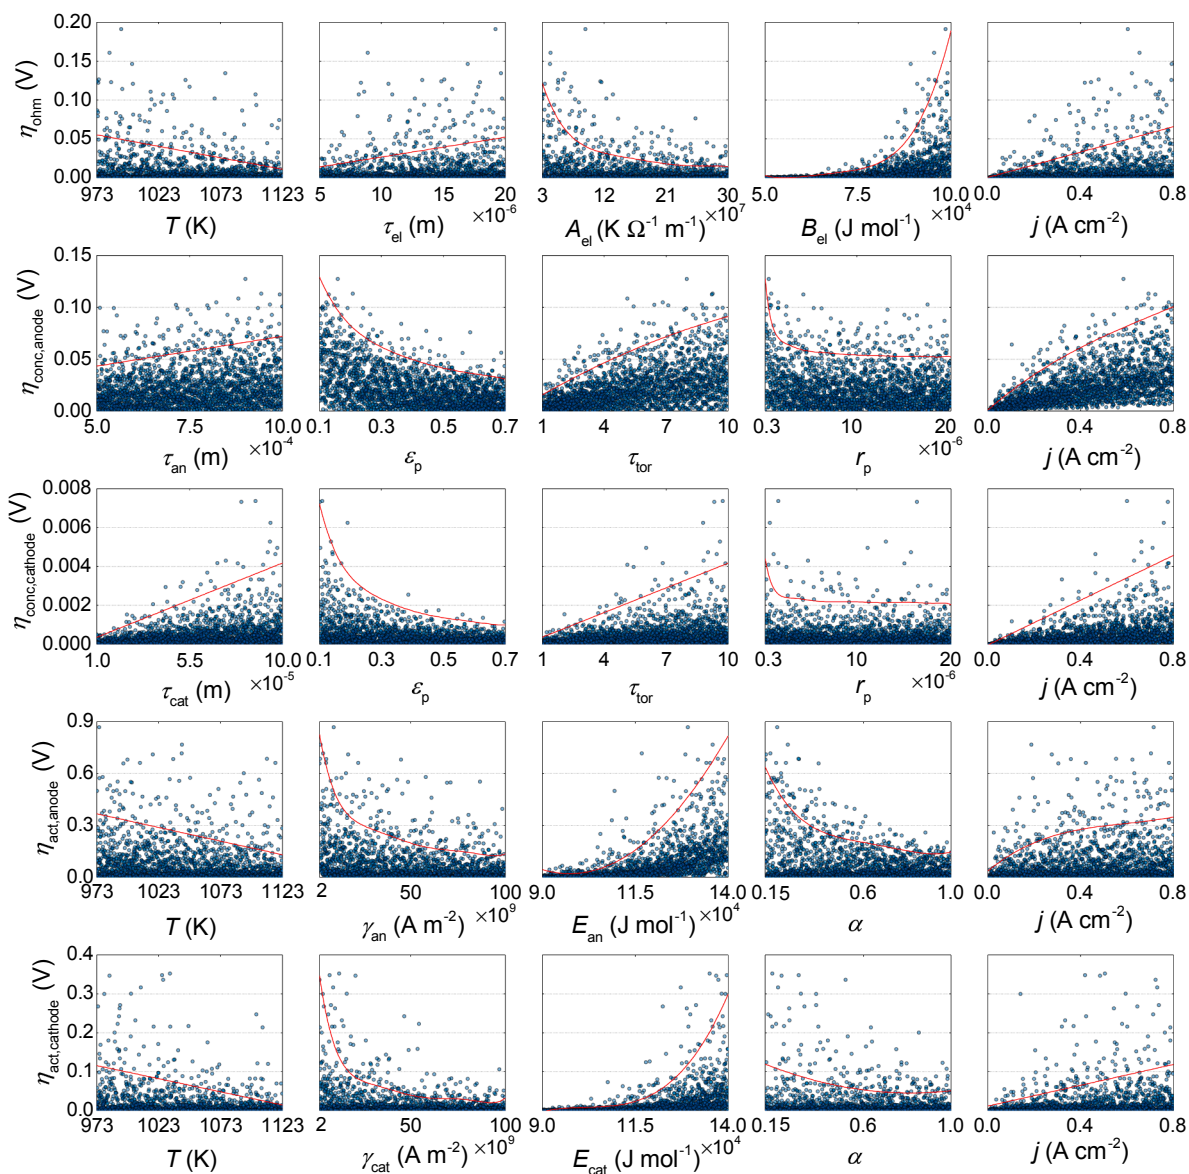 η_ohm (V)
0.20
0.15
0.10
0.05
0.00
973 1023 1073 1123
T (K)
5 10 15 20
×10⁻⁶
τ_el (m)
3 12 21 30
×10⁷
A_el (K Ω⁻¹ m⁻¹)
5.0 7.5 10.0
×10⁴
B_el (J mol⁻¹)
0.0 0.4 0.8
j (A cm⁻²)
η_conc,anode (V)
0.15
0.10
0.05
0.00
5.0 7.5 10.0
×10⁻⁴
τ_an (m)
0.1 0.3 0.5 0.7
ε_p
1 4 7 10
τ_tor
0.3 10 20
×10⁻⁶
r_p
0.0 0.4 0.8
j (A cm⁻²)
η_conc,cathode (V)
0.008
0.006
0.004
0.002
0.000
1.0 5.5 10.0
×10⁻⁵
τ_cat (m)
0.1 0.3 0.5 0.7
ε_p
1 4 7 10
τ_tor
0.3 10 20
×10⁻⁶
r_p
0.0 0.4 0.8
j (A cm⁻²)
η_act,anode (V)
0.9
0.6
0.3
0.0
973 1023 1073 1123
T (K)
2 50 100
×10⁹
γ_an (A m⁻²)
9.0 11.5 14.0
×10⁴
E_an (J mol⁻¹)
0.15 0.6 1.0
α
0.0 0.4 0.8
j (A cm⁻²)
η_act,cathode (V)
0.4
0.3
0.2
0.1
0.0
973 1023 1073 1123
T (K)
2 50 100
×10⁹
γ_cat (A m⁻²)
9.0 11.5 14.0
×10⁴
E_cat (J mol⁻¹)
0.15 0.6 1.0
α
0.0 0.4 0.8
j (A cm⁻²)